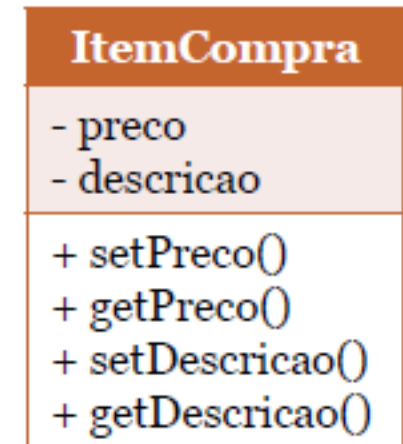 ItemCompra
- preco
- descricao
+ setPreco()
+ getPreco()
+ setDescricao()
+ getDescricao()